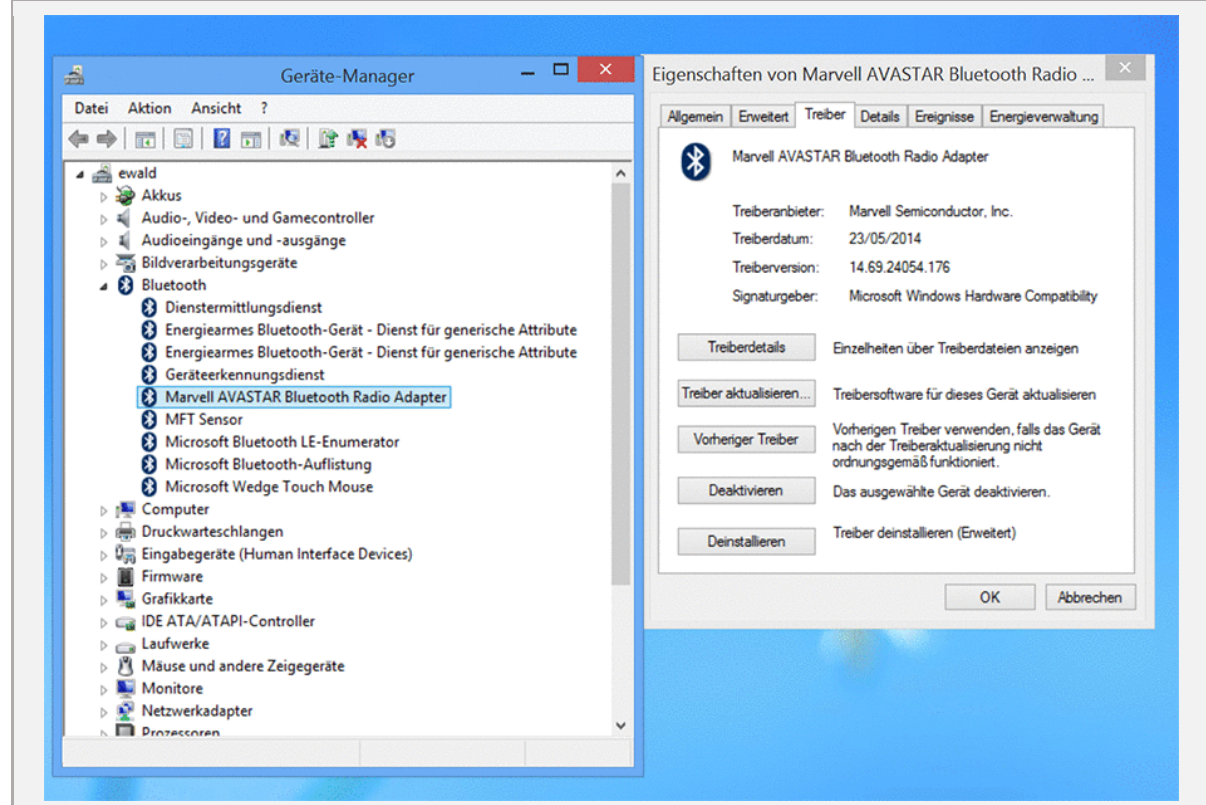 Geräte-Manager
Datei Aktion Ansicht ?
ewald
Akkus
Audio-, Video- und Gamecontroller
Audioeingänge und -ausgänge
Bildverarbeitungsgeräte
Bluetooth
Dienstermittlungsdienst
Energiearmes Bluetooth-Gerät - Dienst für generische Attribute
Energiearmes Bluetooth-Gerät - Dienst für generische Attribute
Geräteerkennungsdienst
Marvell AVASTAR Bluetooth Radio Adapter
MFT Sensor
Microsoft Bluetooth LE-Enumerator
Microsoft Bluetooth-Auflistung
Microsoft Wedge Touch Mouse
Computer
Druckwarteschlangen
Eingabegeräte (Human Interface Devices)
Firmware
Grafikkarte
IDE ATA/ATAPI-Controller
Laufwerke
Mäuse und andere Zeigegeräte
Monitore
Netzwerkadapter
Prozessoren
Eigenschaften von Marvell AVASTAR Bluetooth Radio ...
Allgemein Erweitert Treiber Details Ereignisse Energieverwaltung
Marvell AVASTAR Bluetooth Radio Adapter
Treiberanbieter: Marvell Semiconductor, Inc.
Treiberdatum: 23/05/2014
Treiberversion: 14.69.24054.176
Signaturgeber: Microsoft Windows Hardware Compatibility
Treiberdetails Einzelheiten über Treiberdateien anzeigen
Treiber aktualisieren... Treibersoftware für dieses Gerät aktualisieren
Vorheriger Treiber Vorherigen Treiber verwenden, falls das Gerät
nach der Treiberaktualisierung nicht
ordnungsgemäß funktioniert.
Deaktivieren Das ausgewählte Gerät deaktivieren.
Deinstallieren Treiber deinstallieren (Erweitert)
OK Abbrechen